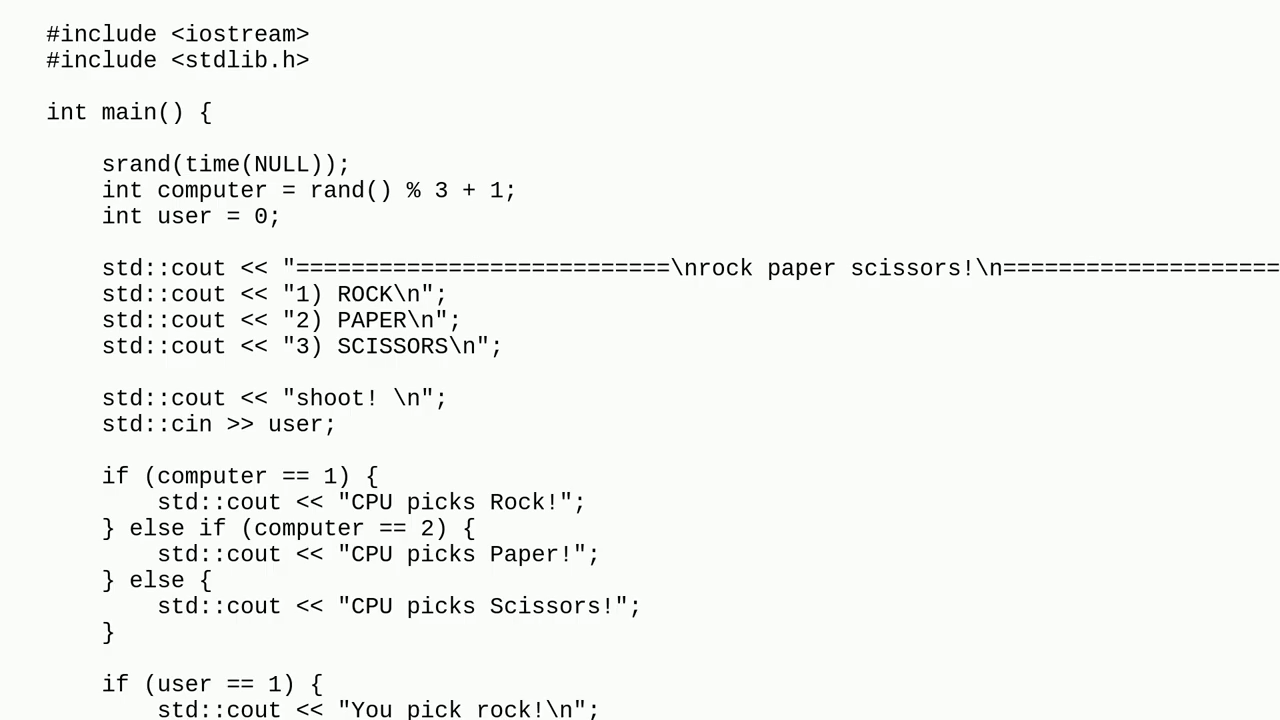 #include <iostream>
#include <stdlib.h>
int main() {
srand(time(NULL));
int computer = rand() % 3 + 1;
int user = 0;
std::cout << "===========================\nrock paper scissors!\n====================
std::cout << "1) ROCK\n";
std::cout << "2) PAPER\n";
std::cout << "3) SCISSORS\n";
std::cout << "shoot! \n";
std::cin >> user;
if (computer == 1) {
std::cout << "CPU picks Rock!";
} else if (computer == 2) {
std::cout << "CPU picks Paper!";
} else {
std::cout << "CPU picks Scissors!";
}
if (user == 1) {
std::cout << "You pick rock!\n";